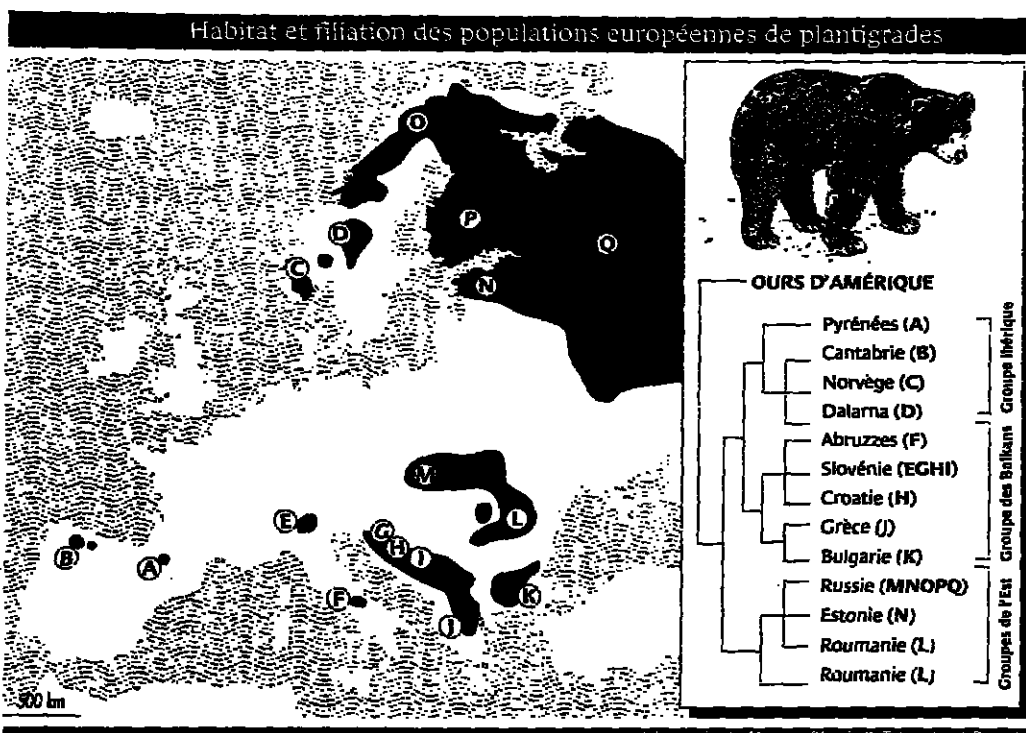 Habitat et filiation des populations européennes de plantigrades
O
P
D
Q
C
N
M
L
E
G
H
I
B
A
F
K
J
500 km
OURS D'AMÉRIQUE
Pyrénées (A)
Cantabrie (B)
Norvège (C)
Dalarna (D)
Groupe Ibérique
Abruzzes (F)
Slovénie (EGHI)
Croatie (H)
Grèce (J)
Bulgarie (K)
Groupe des Balkans
Russie (MNOPQ)
Estonie (N)
Roumanie (L)
Roumanie (L)
Groupes de l'Est